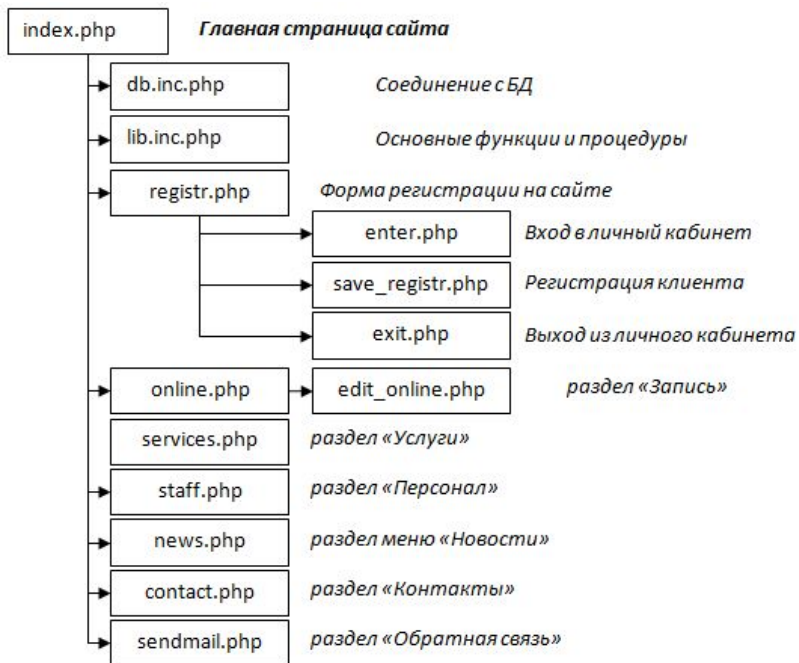 index.php Главная страница сайта
db.inc.php Соединение с БД
lib.inc.php Основные функции и процедуры
registr.php Форма регистрации на сайте
enter.php Вход в личный кабинет
save_registr.php Регистрация клиента
exit.php Выход из личного кабинета
online.php edit_online.php раздел «Запись»
services.php раздел «Услуги»
staff.php раздел «Персонал»
news.php раздел меню «Новости»
contact.php раздел «Контакты»
sendmail.php раздел «Обратная связь»